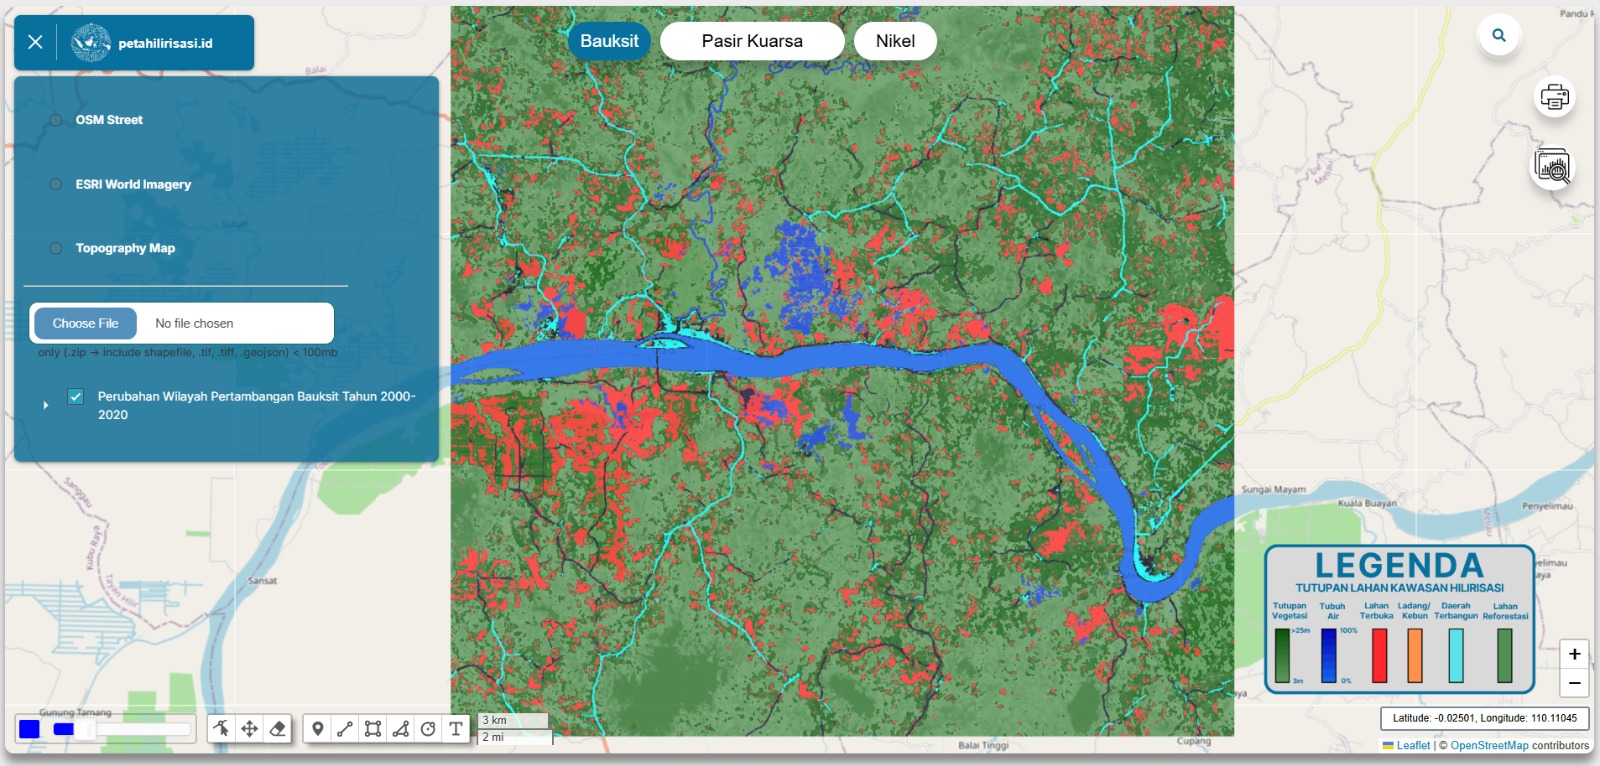 petahilirisasi.id
Bauksit
Pasir Kuarsa
Nikel
OSM Street
ESRI World Imagery
Topography Map
Choose File
No file chosen
only (.zip → include shapefile, .tif, .tiff, .geojson) < 100mb
Perubahan Wilayah Pertambangan Bauksit Tahun 2000-
2020
Balai
Sanggau
Kubu Raya
Tayan Hilir
Sansat
Gunung Tamang
Meliau
Sungai Mayam
Kuala Buayan
Penyelimau
Meliau
LEGENDA
TUTUPAN LAHAN KAWASAN HILIRISASI
Tutupan
Vegetasi
Tubuh
Air
Lahan
Terbuka
Ladang/
Kebun
Daerah
Terbangun
Lahan
Reforestasi
>25m
3m
100%
0%
+
−
T
3 km
2 mi
Balai Tinggi
Cupang
Latitude: -0.02501, Longitude: 110.11045
Leaflet | © OpenStreetMap contributors